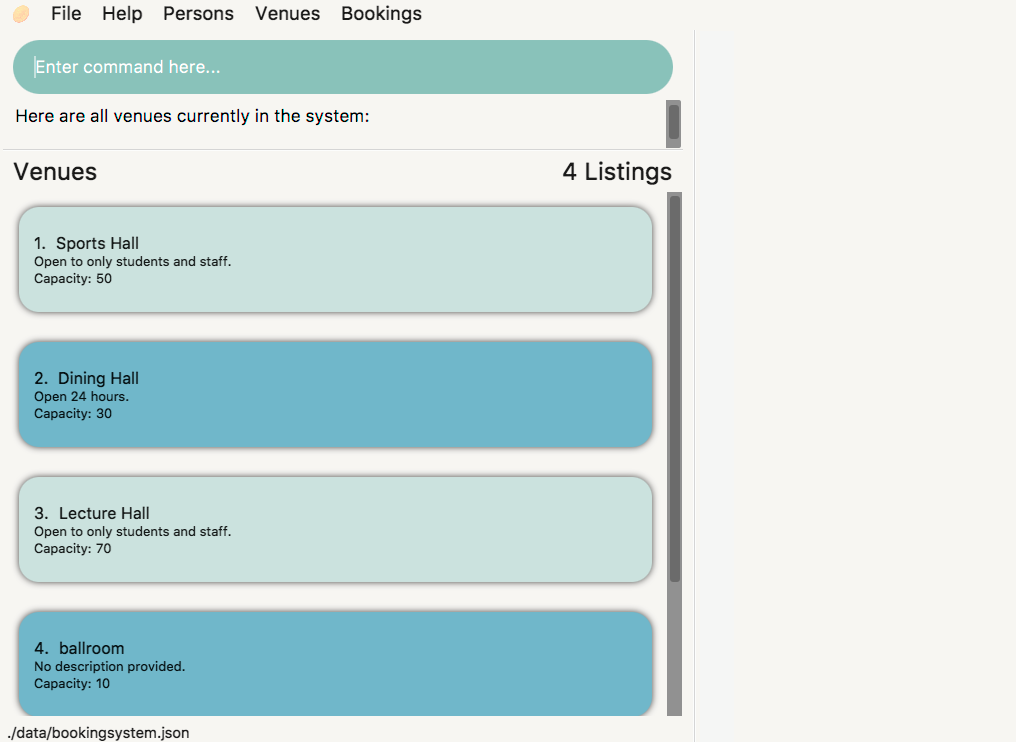 File Help Persons Venues Bookings
Enter command here...
Here are all venues currently in the system:
Venues 4 Listings
1. Sports Hall
Open to only students and staff.
Capacity: 50
2. Dining Hall
Open 24 hours.
Capacity: 30
3. Lecture Hall
Open to only students and staff.
Capacity: 70
4. ballroom
No description provided.
Capacity: 10
./data/bookingsystem.json